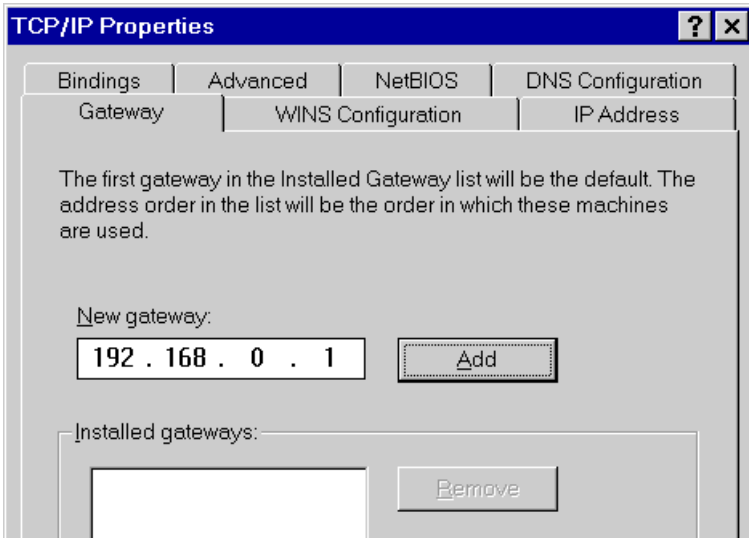 TCP/IP Properties
? ×
Bindings Advanced NetBIOS DNS Configuration
Gateway WINS Configuration IP Address
The first gateway in the Installed Gateway list will be the default. The
address order in the list will be the order in which these machines
are used.
New gateway:
192 . 168 . 0 . 1 Add
Installed gateways:
Remove